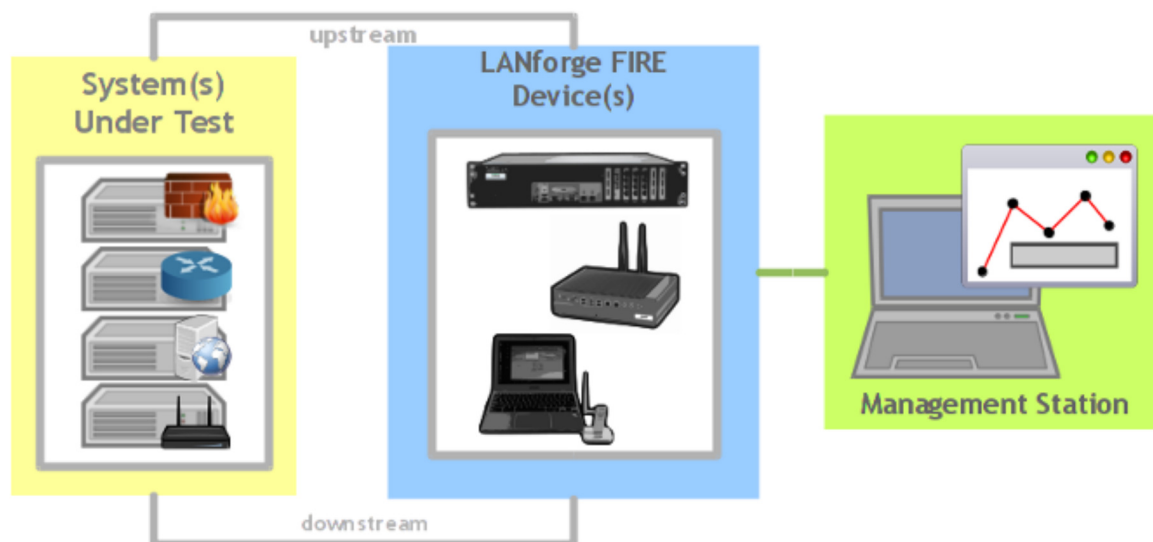 upstream
System(s)
Under Test
LANforge FIRE
Device(s)
Management Station
downstream